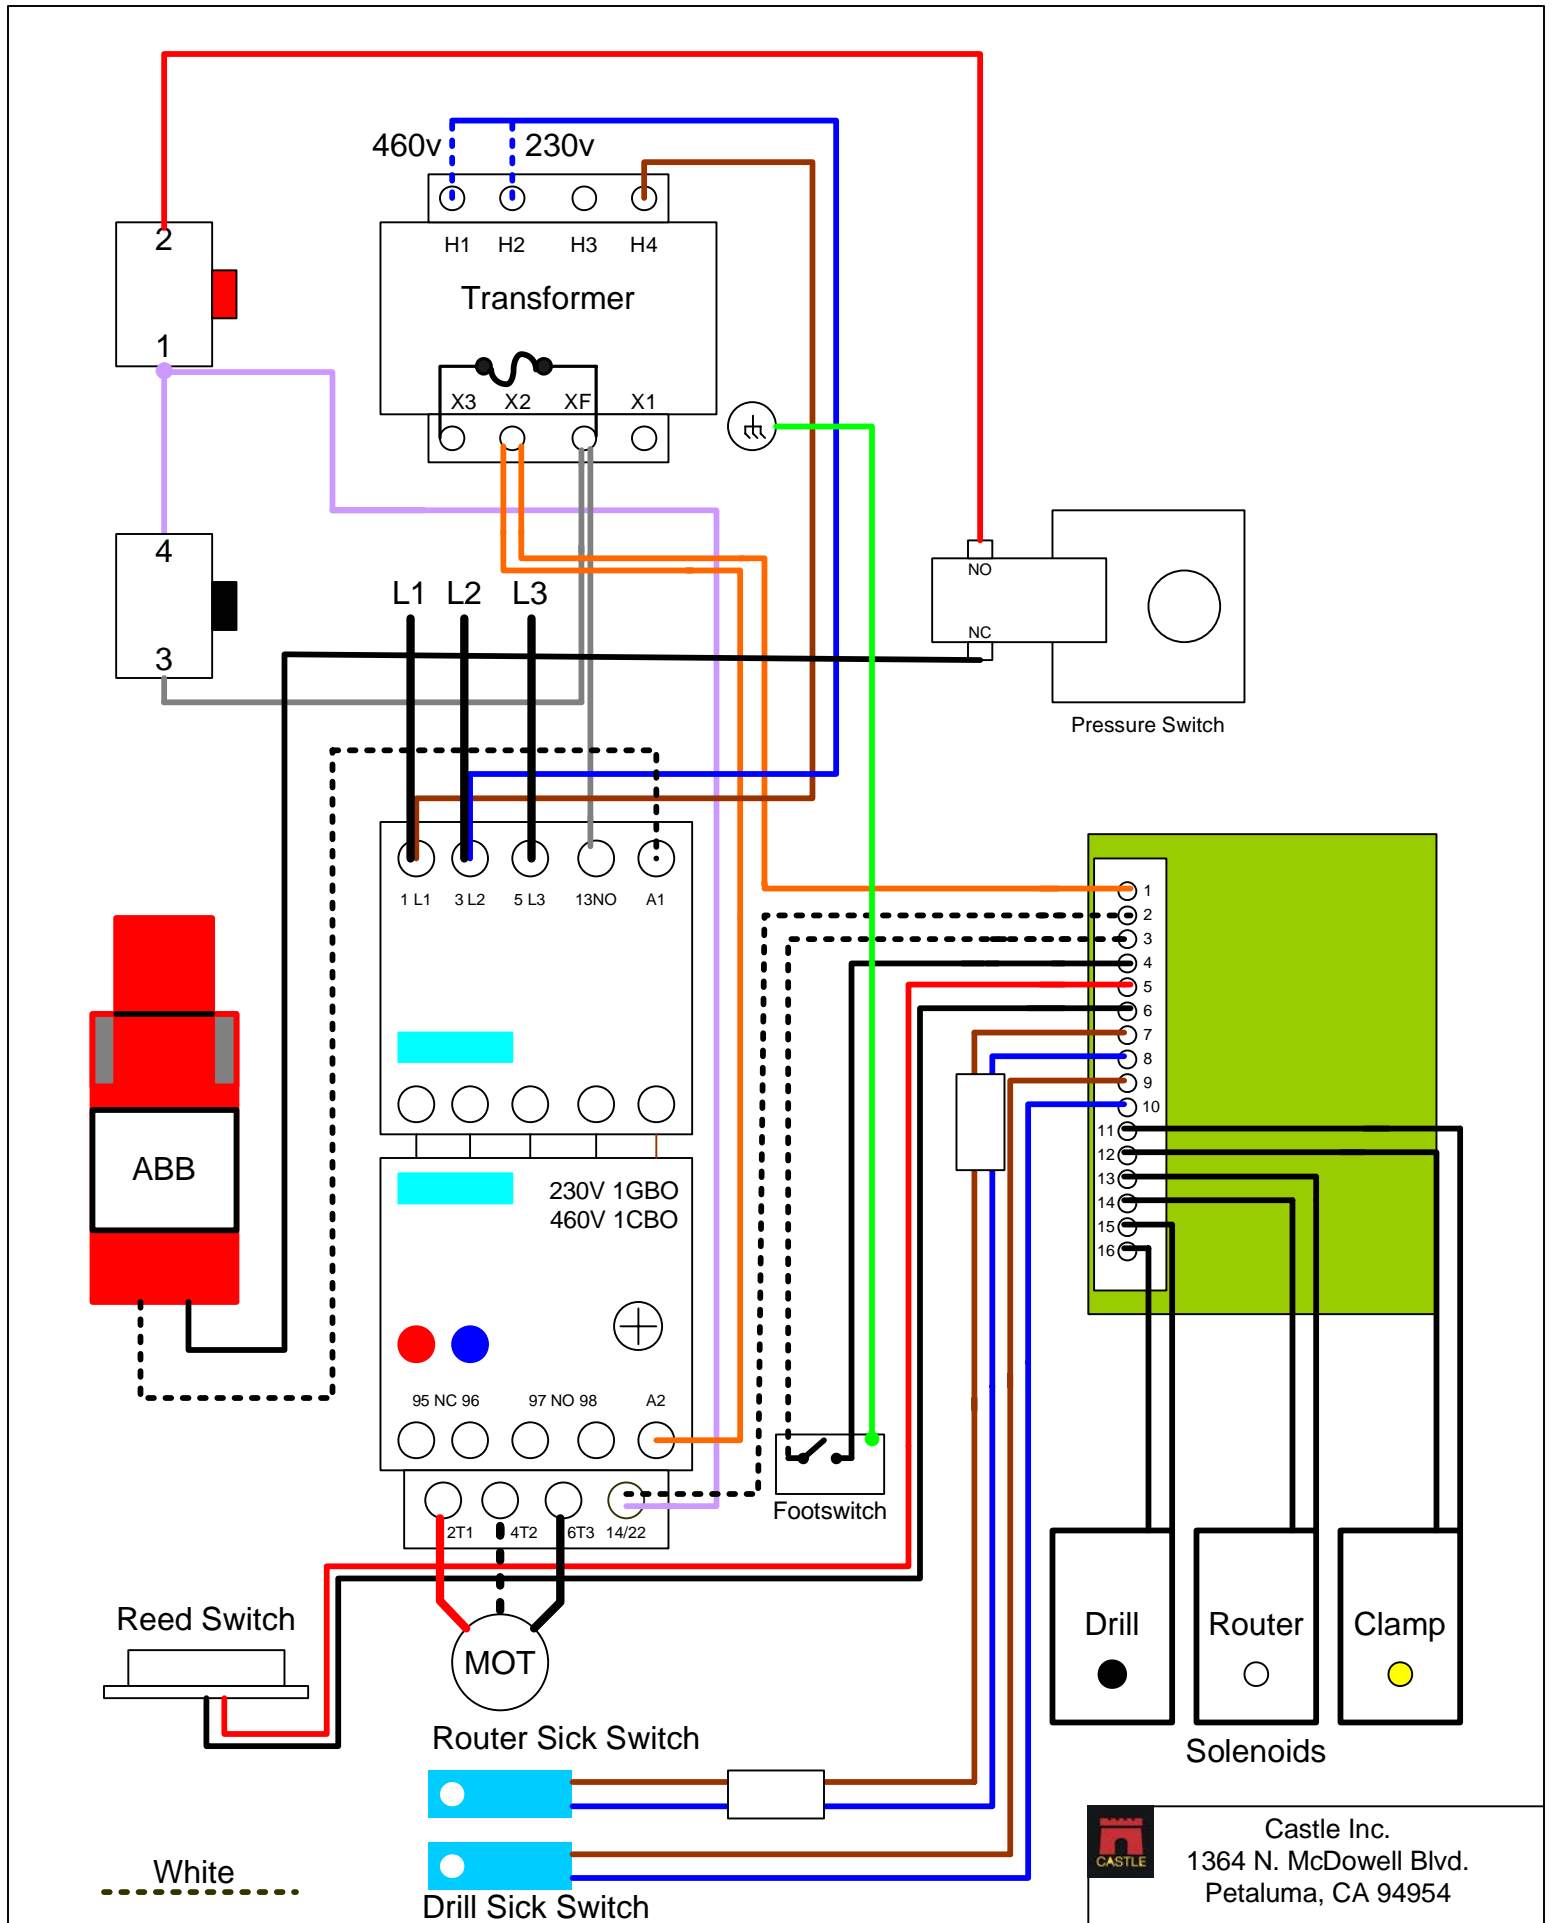 460v 230v
2
H1 H2 H3 H4
Transformer
1
X3 X2 XF X1
4
NO
L1 L2 L3
NC
3
Pressure Switch
1 L1 3 L2 5 L3 13NO A1
1
2
3
4
5
6
7
8
9
10
11
12
13
14
15
16
ABB
230V 1GBO
460V 1CBO
95 NC 96 97 NO 98 A2
Footswitch
2T1 4T2 6T3 14/22
Reed Switch
MOT
Drill Router Clamp
Solenoids
Router Sick Switch
Drill Sick Switch
White
CASTLE
Castle Inc.
1364 N. McDowell Blvd.
Petaluma, CA 94954